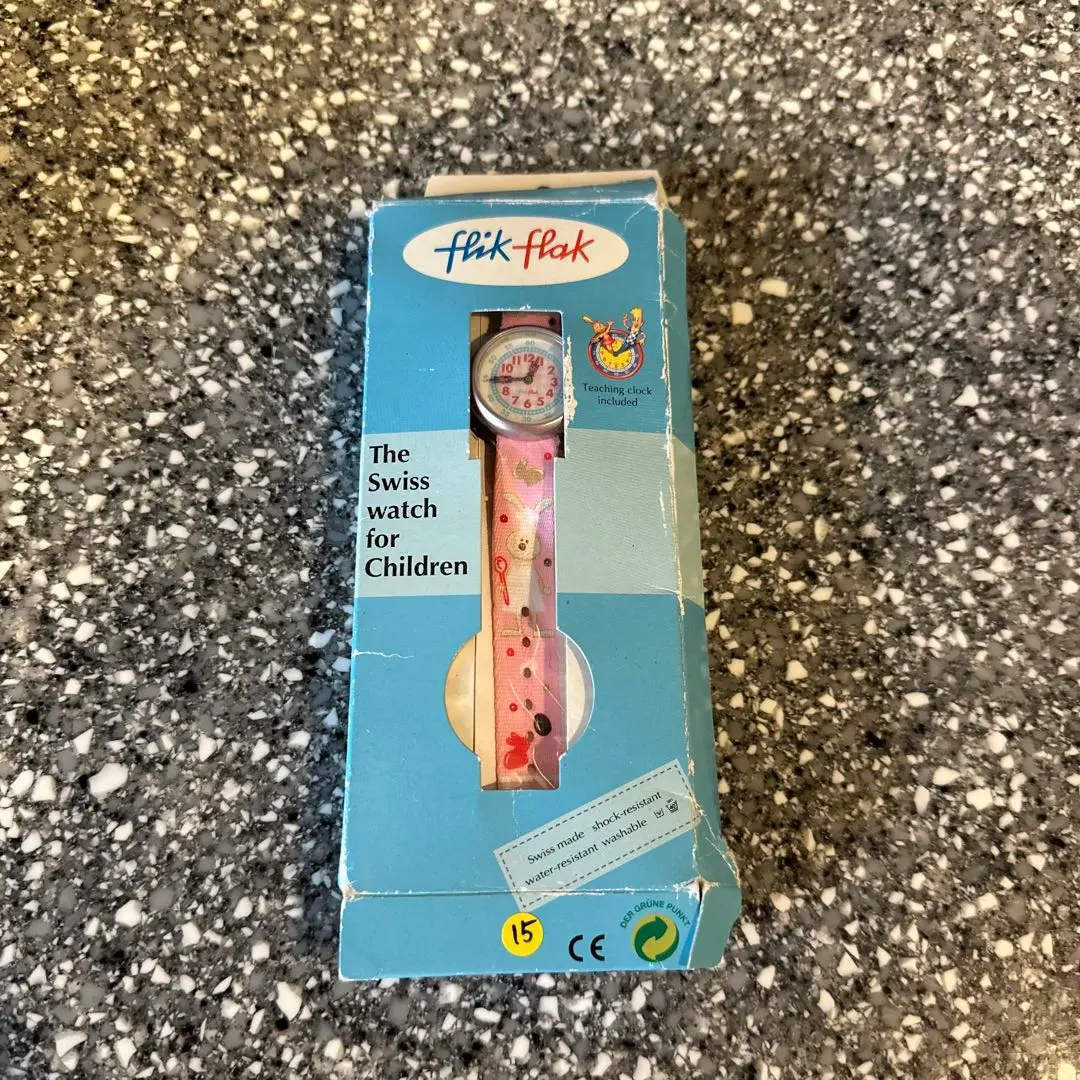 flik flak
Teaching clock
included
The
Swiss
watch
for
Children
Swiss made shock-resistant
water-resistant washable
15
CE
DER GRÜNE PUNKT